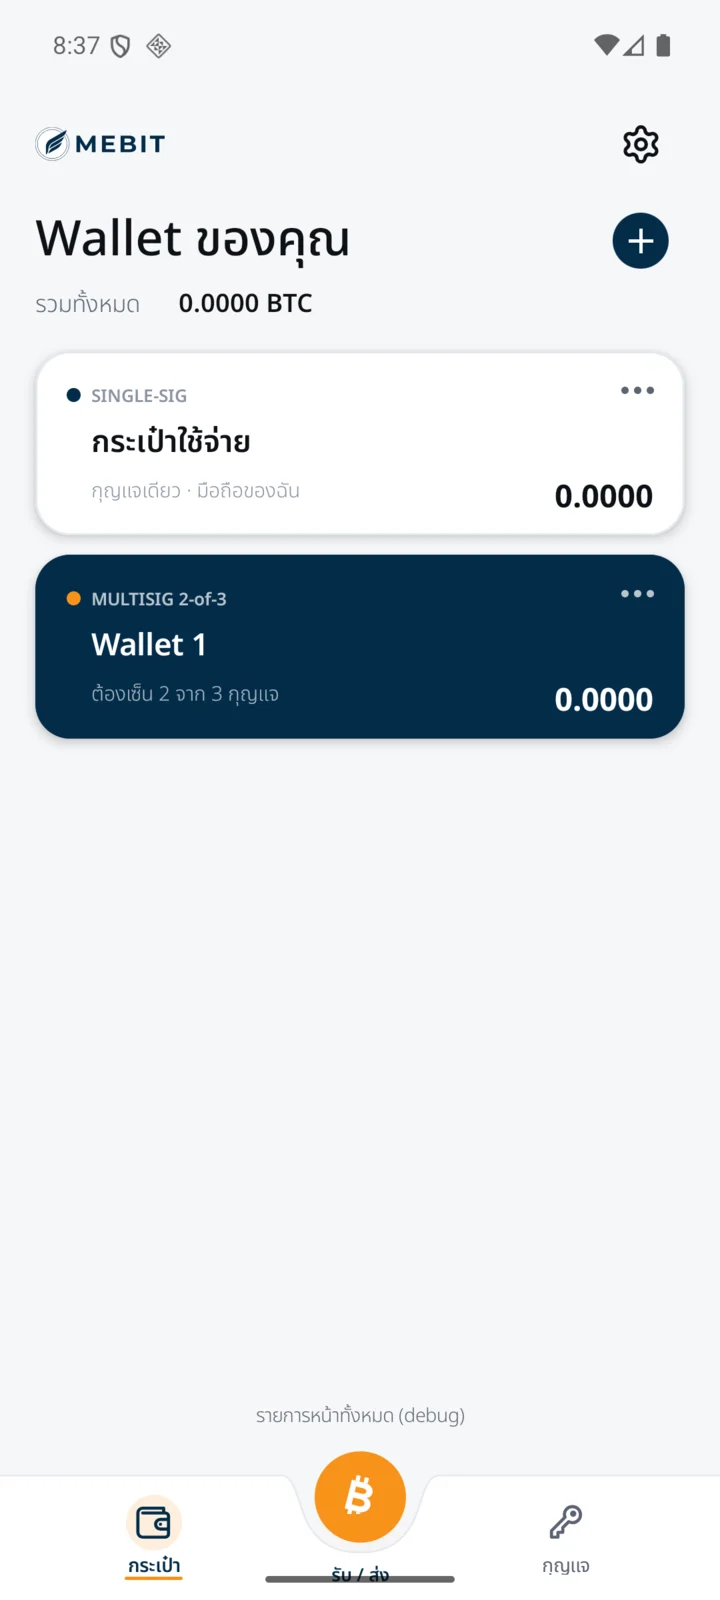 8:37
MEBIT
Wallet ของคุณ
รวมทั้งหมด 0.0000 BTC
SINGLE-SIG
กระเป๋าใช้จ่าย
กุญแจเดียว · มือถือของฉัน
0.0000
MULTISIG 2-of-3
Wallet 1
ต้องเซ็น 2 จาก 3 กุญแจ
0.0000
รายการหน้าทั้งหมด (debug)
กระเป๋า
รับ / ส่ง
กุญแจ